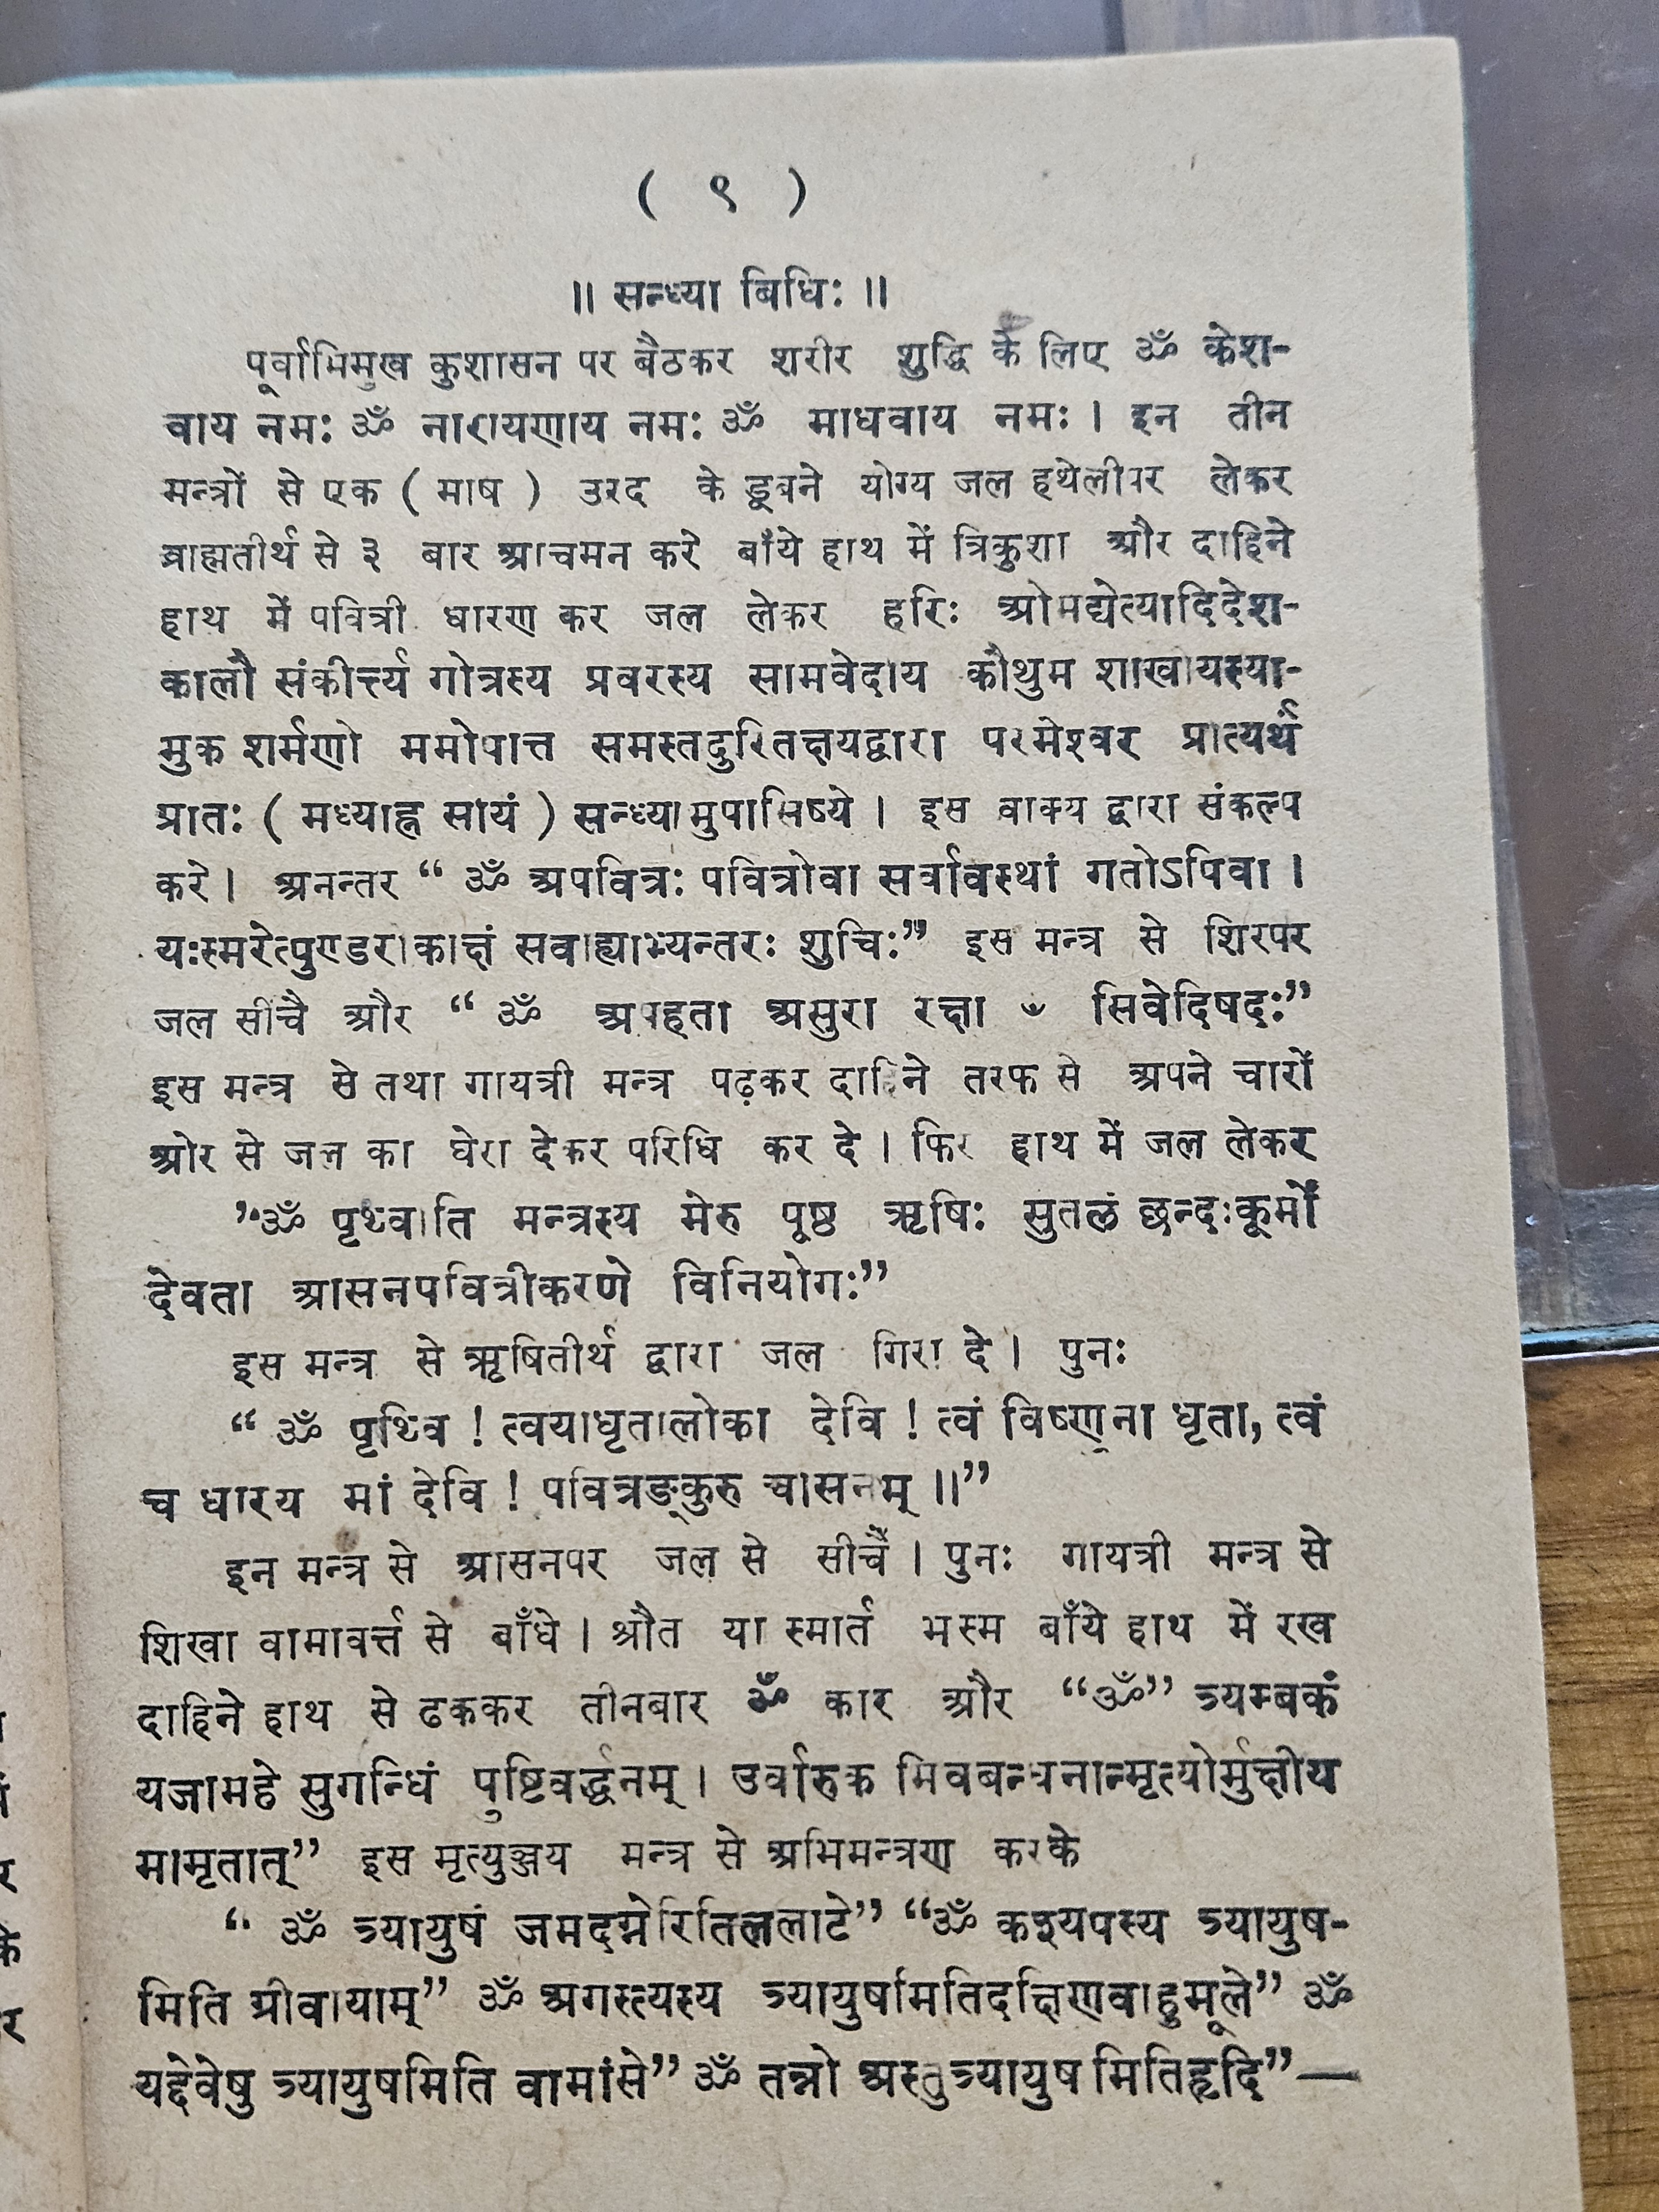 ( ९ )
॥ सन्ध्या बिधिः ॥
पूर्वाभिमुख कुशासन पर बैठकर शरीर शुद्धि के लिए ॐ केश-
वाय नमः ॐ नारायणाय नमः ॐ माधवाय नमः । इन तीन
मन्त्रों से एक ( माष ) उरद के डूबने योग्य जल हथेलीपर लेकर
ब्राह्मतीर्थ से ३ बार आचमन करे बाँये हाथ में त्रिकुशा और दाहिने
हाथ में पवित्री धारण कर जल लेकर हरिः ओमद्येत्यादिदेश-
कालौ संकीर्त्त्य गोत्रस्य प्रवरस्य सामवेदाय कौथुम शाखायस्या-
मुक शर्मणो ममोपात्त समस्तदुरितक्षयद्वारा परमेश्वर प्रीत्यर्थं
प्रातः ( मध्याह्न सायं ) सन्ध्यामुपासिष्ये । इस वाक्य द्वारा संकल्प
करे । अनन्तर “ ॐ अपवित्रः पवित्रोवा सर्वावस्थां गतोऽपिवा ।
यःस्मरेत्पुण्डरीकाक्षं सवाह्याभ्यन्तरः शुचिः” इस मन्त्र से शिरपर
जल सींचै और “ ॐ अपहता असुरा रक्षा ꣳ सिवेदिषदः”
इस मन्त्र से तथा गायत्री मन्त्र पढ़कर दाहिने तरफ से अपने चारों
ओर से जल का घेरा देकर परिधि कर दे । फिर हाथ में जल लेकर
”ॐ पृथ्वीति मन्त्रस्य मेरु पृष्ठ ऋषिः सुतलं छन्दःकूर्मो
देवता आसनपवित्रीकरणे विनियोगः”
इस मन्त्र से ऋषितीर्थ द्वारा जल गिरा दे । पुनः
“ ॐ पृथ्वि ! त्वयाधृतालोका देवि ! त्वं विष्णुना धृता, त्वं
च धारय मां देवि ! पवित्रङ्कुरु चासनम् ॥”
इन मन्त्र से आसनपर जल से सीचें । पुनः गायत्री मन्त्र से
शिखा वामावर्त्त से बाँधे । श्रौत या स्मार्त भस्म बाँये हाथ में रख
दाहिने हाथ से ढककर तीनबार ॐ कार और “ॐ” त्र्यम्बकं
यजामहे सुगन्धिं पुष्टिवर्द्धनम् । उर्वारुक मिवबन्धनान्मृत्योर्मुक्षीय
मामृतात्” इस मृत्युञ्जय मन्त्र से अभिमन्त्रण करके
“ ॐ त्र्यायुषं जमदग्नेरितिललाटे” “ॐ कश्यपस्य त्र्यायुष-
मिति ग्रीवायाम्” ॐ अगस्त्यस्य त्र्यायुषमितिदक्षिणवाहुमूले” ॐ
यद्देवेषु त्र्यायुषमिति वामांसे” ॐ तन्नो अस्तुत्र्यायुष मितिहृदि”—